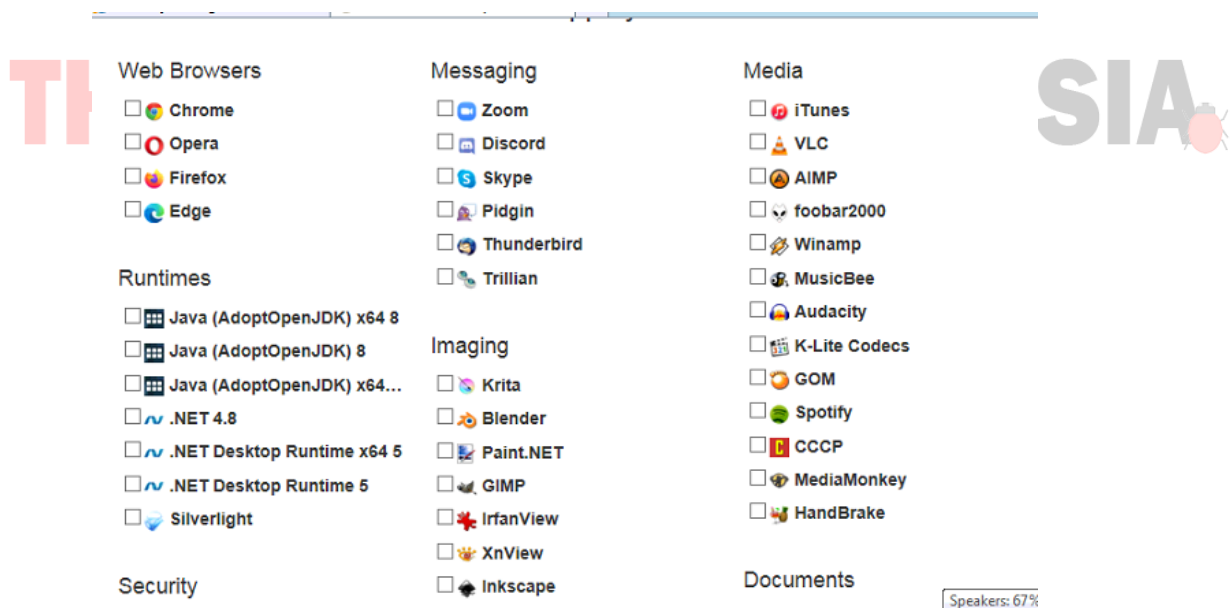 TH
SIA
Web Browsers
Chrome
Opera
Firefox
Edge
Runtimes
Java (AdoptOpenJDK) x64 8
Java (AdoptOpenJDK) 8
Java (AdoptOpenJDK) x64...
.NET 4.8
.NET Desktop Runtime x64 5
.NET Desktop Runtime 5
Silverlight
Security
Messaging
Zoom
Discord
Skype
Pidgin
Thunderbird
Trillian
Imaging
Krita
Blender
Paint.NET
GIMP
IrfanView
XnView
Inkscape
Media
iTunes
VLC
AIMP
foobar2000
Winamp
MusicBee
Audacity
K-Lite Codecs
GOM
Spotify
CCCP
MediaMonkey
HandBrake
Documents
Speakers: 67%